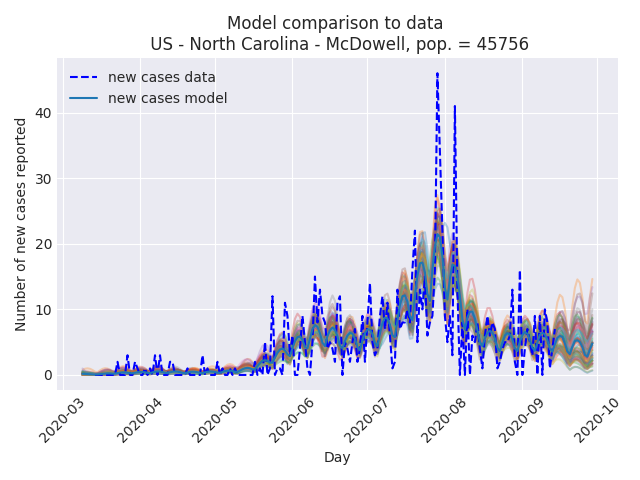 Model comparison to data
US - North Carolina - McDowell, pop. = 45756
new cases data
new cases model
Number of new cases reported
40
30
20
10
0
2020-03
2020-04
2020-05
2020-06
2020-07
2020-08
2020-09
2020-10
Day